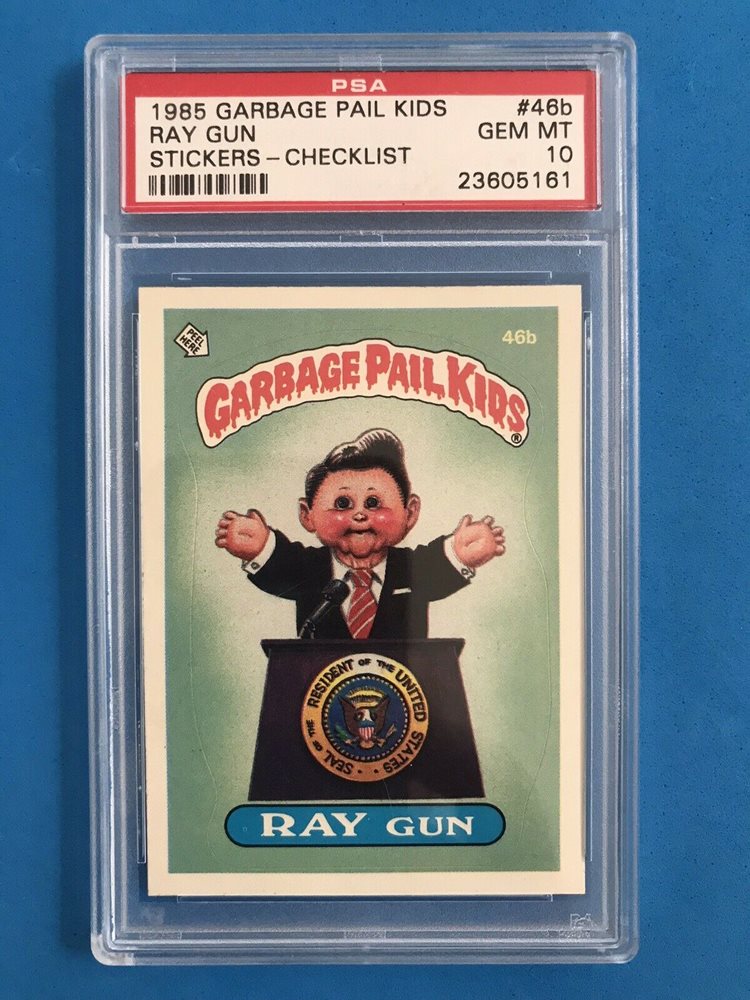 PSA
1985 GARBAGE PAIL KIDS #46b
RAY GUN GEM MT
STICKERS – CHECKLIST 10
23605161
PEEL
HERE
46b
GARBAGE PAIL KIDS®
SEAL OF THE RESIDENT OF THE UNITED STATES
RAY GUN